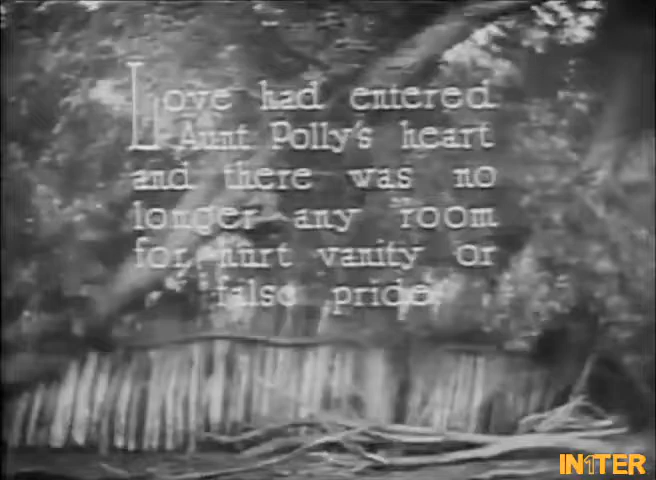 Love had entered
Aunt Polly's heart
and there was no
longer any room
for hurt vanity or
false pride.
IN1TER